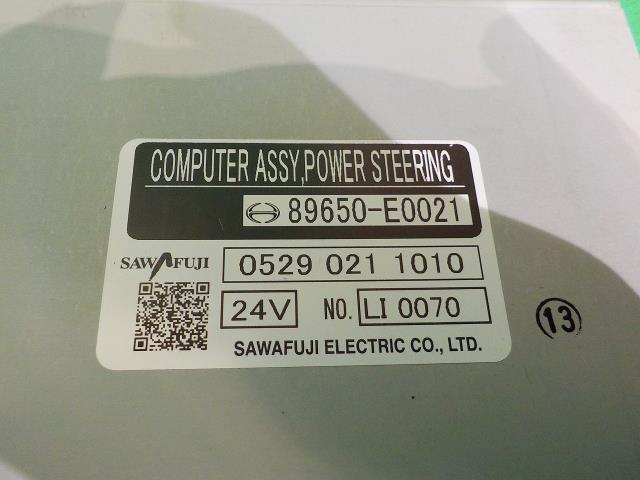 COMPUTER ASSY,POWER STEERING
89650-E0021
SAWAFUJI
0529 021 1010
24V NO. LI 0070
13
SAWAFUJI ELECTRIC CO., LTD.